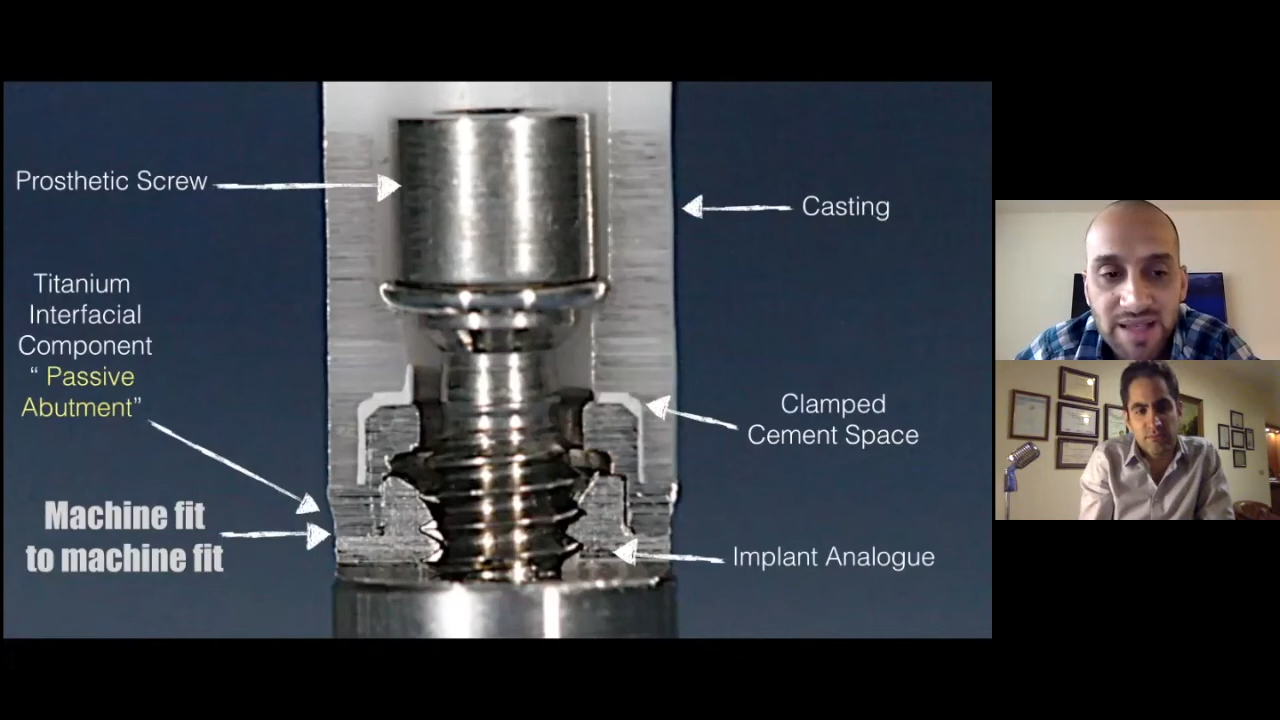 Prosthetic Screw
Casting
Titanium
Interfacial
Component
“ Passive
Abutment”
Clamped
Cement Space
Machine fit
to machine fit
Implant Analogue